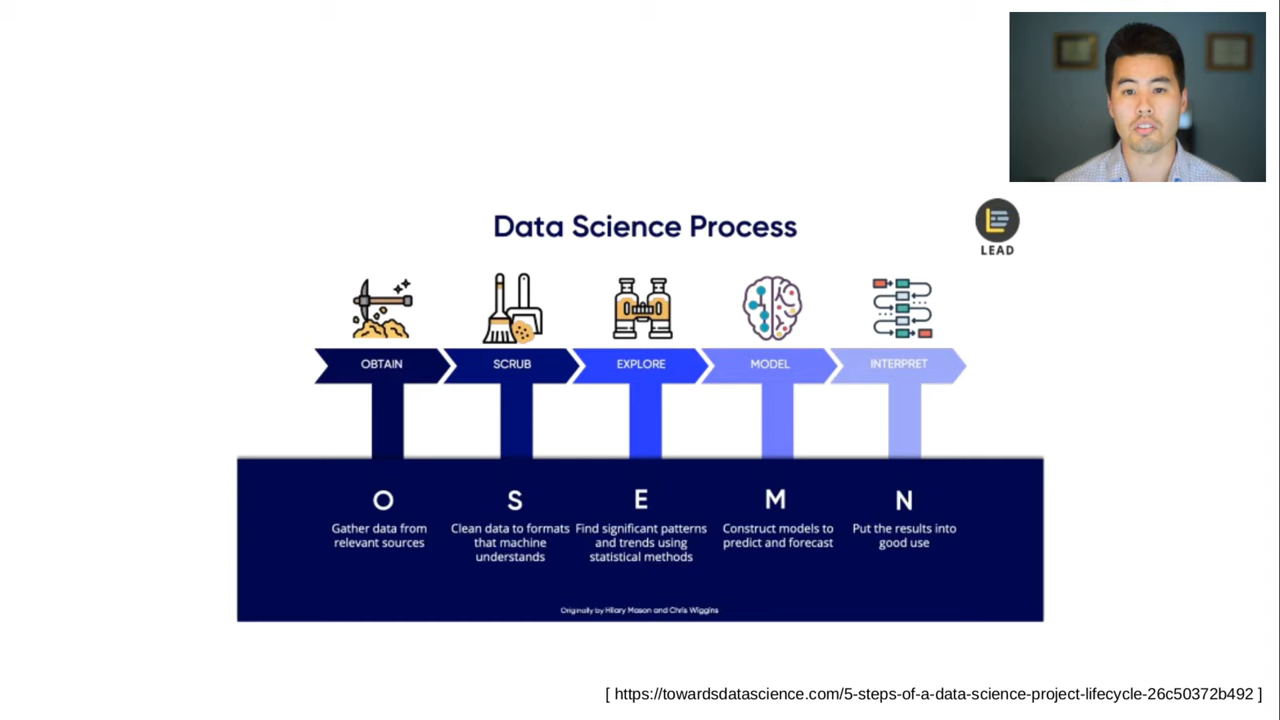 Data Science Process
LEAD
OBTAIN
SCRUB
EXPLORE
MODEL
INTERPRET
O
S
E
M
N
Gather data from
relevant sources
Clean data to formats
that machine
understands
Find significant patterns
and trends using
statistical methods
Construct models to
predict and forecast
Put the results into
good use
Originally by Hilary Mason and Chris Wiggins
[ https://towardsdatascience.com/5-steps-of-a-data-science-project-lifecycle-26c50372b492 ]